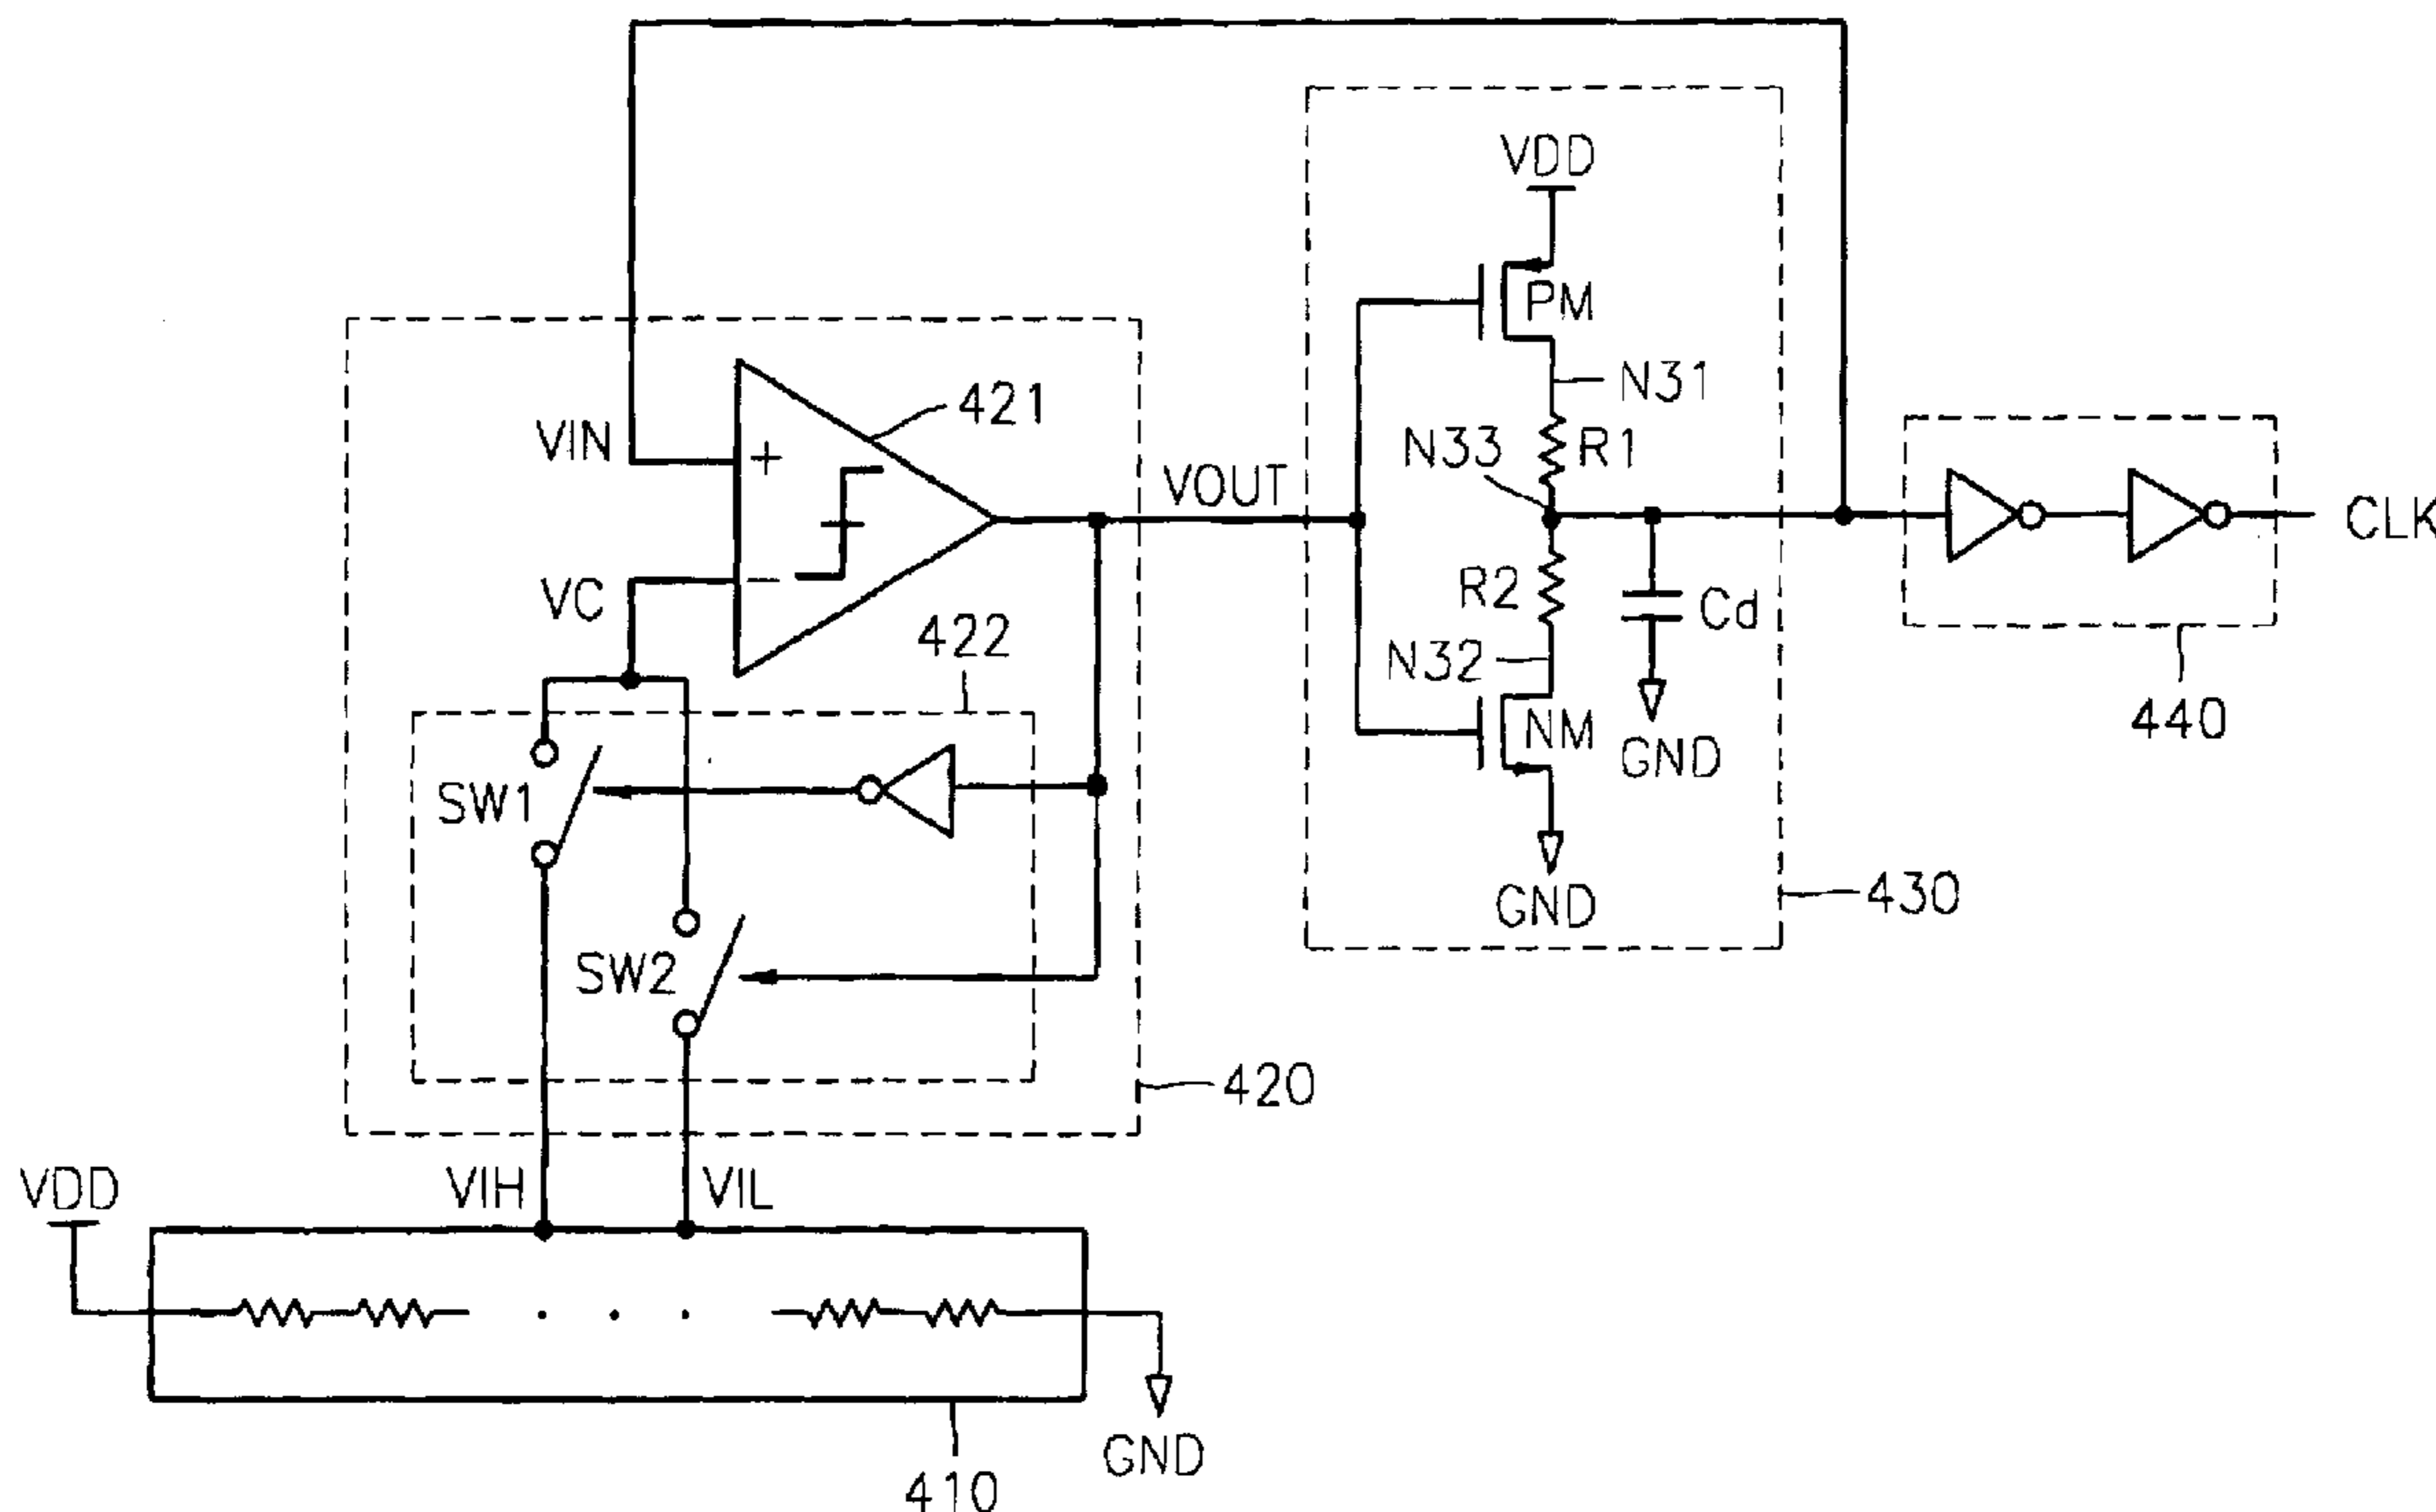 VDD
PM
N31
421
VIN
+
N33
R1
VOUT
CLK
VC
−
R2
Cd
422
N32
440
NM
GND
SW1
430
GND
SW2
420
VDD
VIH
VIL
GND
410